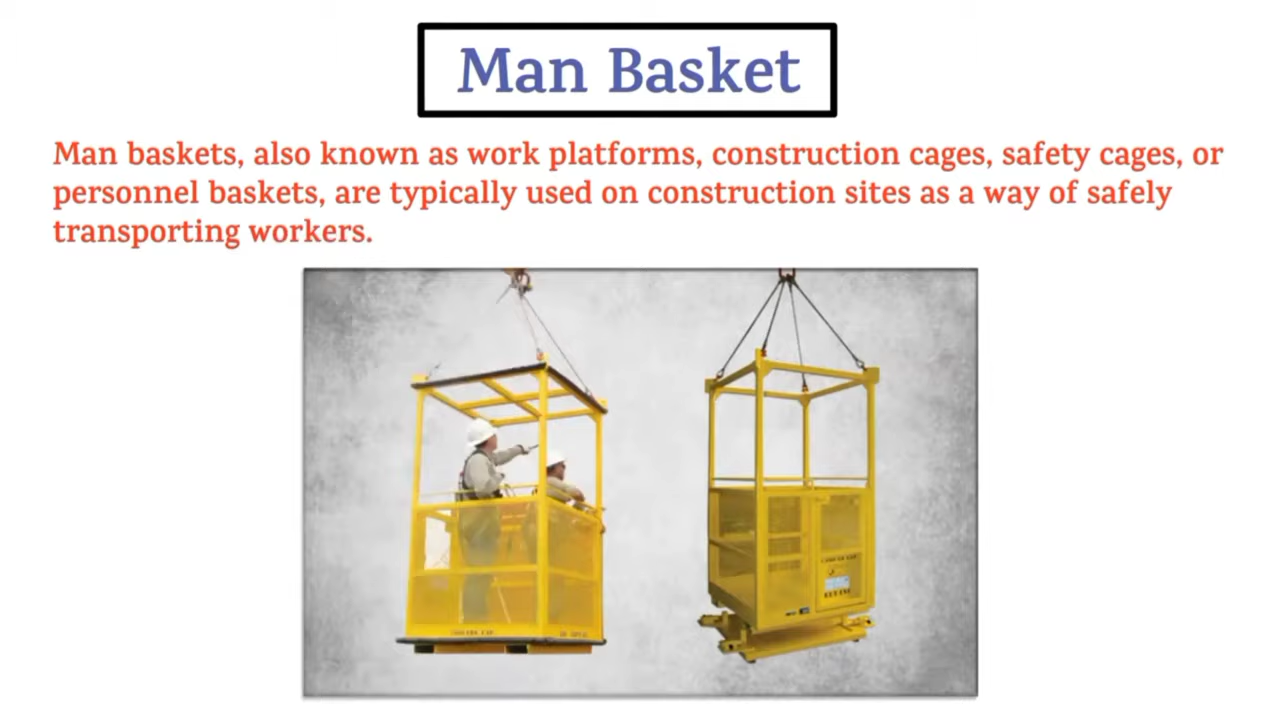 Man Basket
Man baskets, also known as work platforms, construction cages, safety cages, or
personnel baskets, are typically used on construction sites as a way of safely
transporting workers.